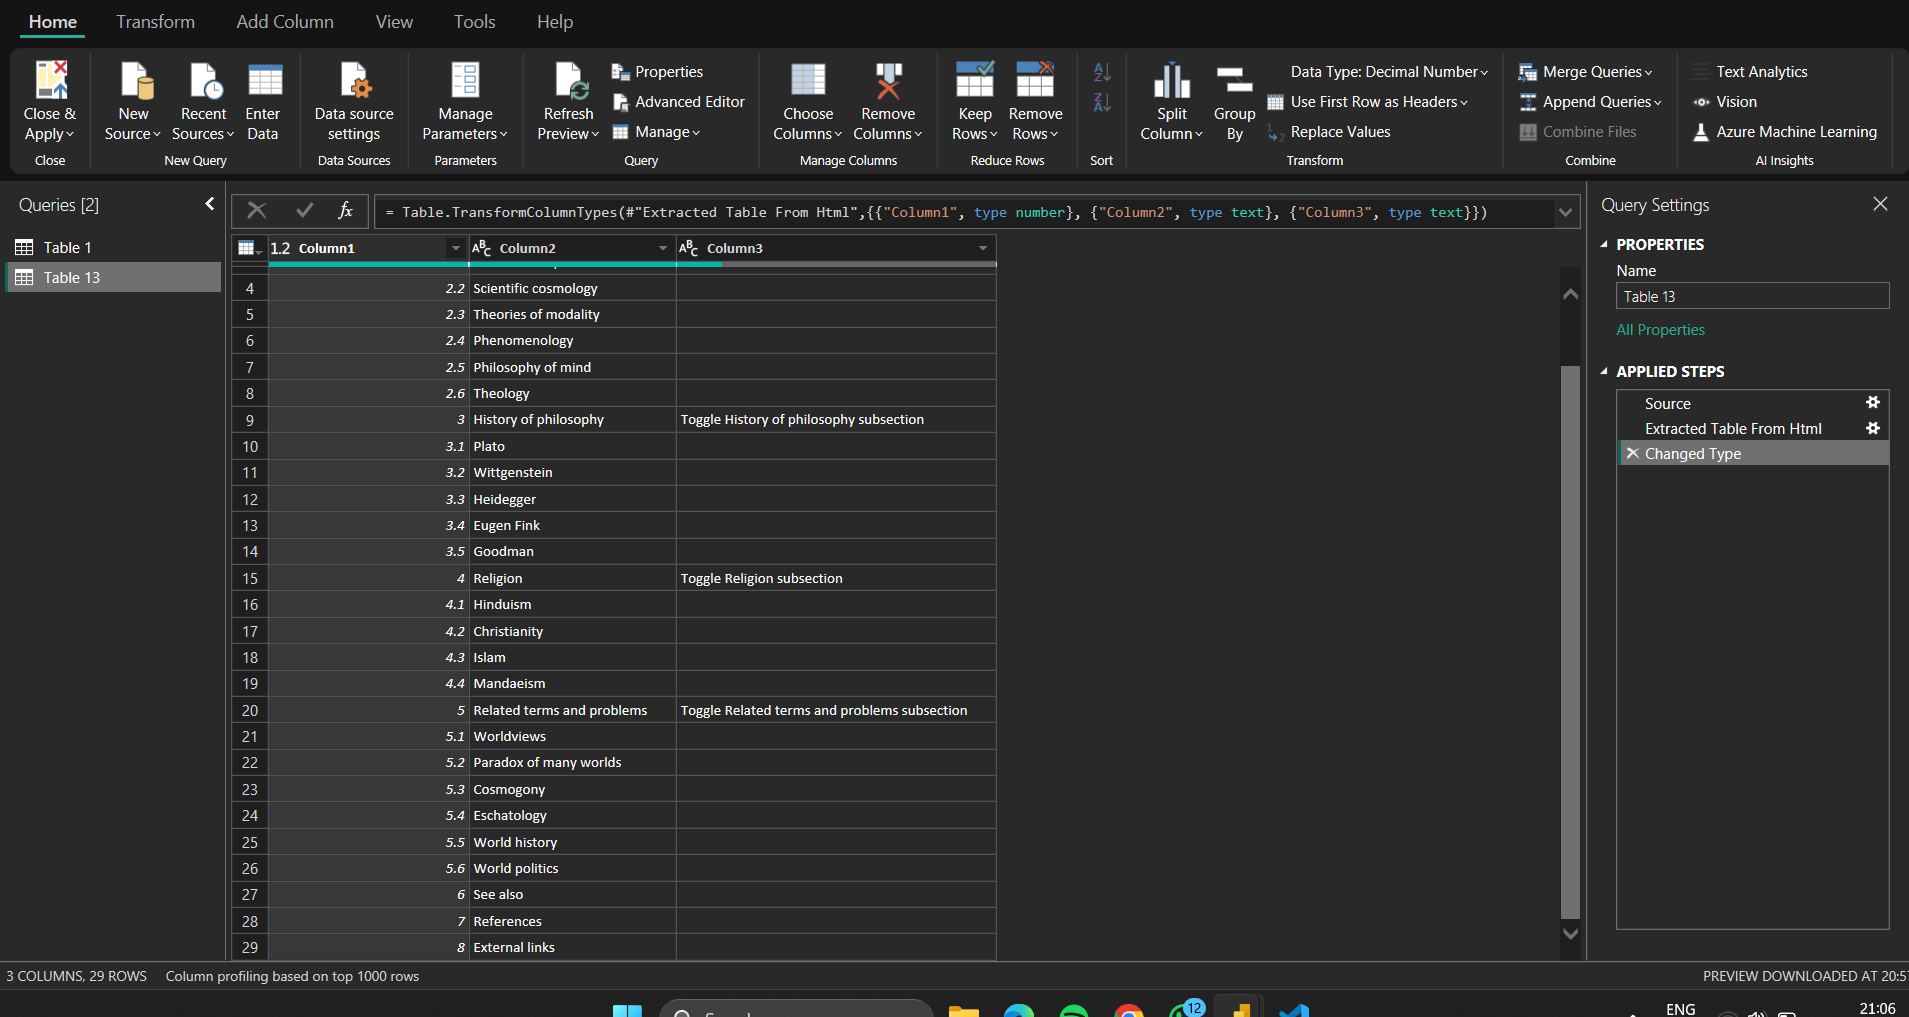 Home Transform Add Column View Tools Help
Close & Apply
Close
New Source
Recent Sources
Enter Data
New Query
Data source settings
Data Sources
Manage Parameters
Parameters
Refresh Preview
Properties
Advanced Editor
Manage
Query
Choose Columns
Remove Columns
Manage Columns
Keep Rows
Remove Rows
Reduce Rows
Sort
Split Column
Group By
Data Type: Decimal Number
Use First Row as Headers
Replace Values
Transform
Merge Queries
Append Queries
Combine Files
Combine
Text Analytics
Vision
Azure Machine Learning
AI Insights
Queries [2]
Table 1
Table 13
fx
= Table.TransformColumnTypes(#"Extracted Table From Html",{{"Column1", type number}, {"Column2", type text}, {"Column3", type text}})
1.2 Column1 ABC Column2 ABC Column3
4 2.2 Scientific cosmology
5 2.3 Theories of modality
6 2.4 Phenomenology
7 2.5 Philosophy of mind
8 2.6 Theology
9 3 History of philosophy Toggle History of philosophy subsection
10 3.1 Plato
11 3.2 Wittgenstein
12 3.3 Heidegger
13 3.4 Eugen Fink
14 3.5 Goodman
15 4 Religion Toggle Religion subsection
16 4.1 Hinduism
17 4.2 Christianity
18 4.3 Islam
19 4.4 Mandaeism
20 5 Related terms and problems Toggle Related terms and problems subsection
21 5.1 Worldviews
22 5.2 Paradox of many worlds
23 5.3 Cosmogony
24 5.4 Eschatology
25 5.5 World history
26 5.6 World politics
27 6 See also
28 7 References
29 8 External links
Query Settings
PROPERTIES
Name
Table 13
All Properties
APPLIED STEPS
Source
Extracted Table From Html
Changed Type
3 COLUMNS, 29 ROWS Column profiling based on top 1000 rows
PREVIEW DOWNLOADED AT 20:5
12
ENG
21:06